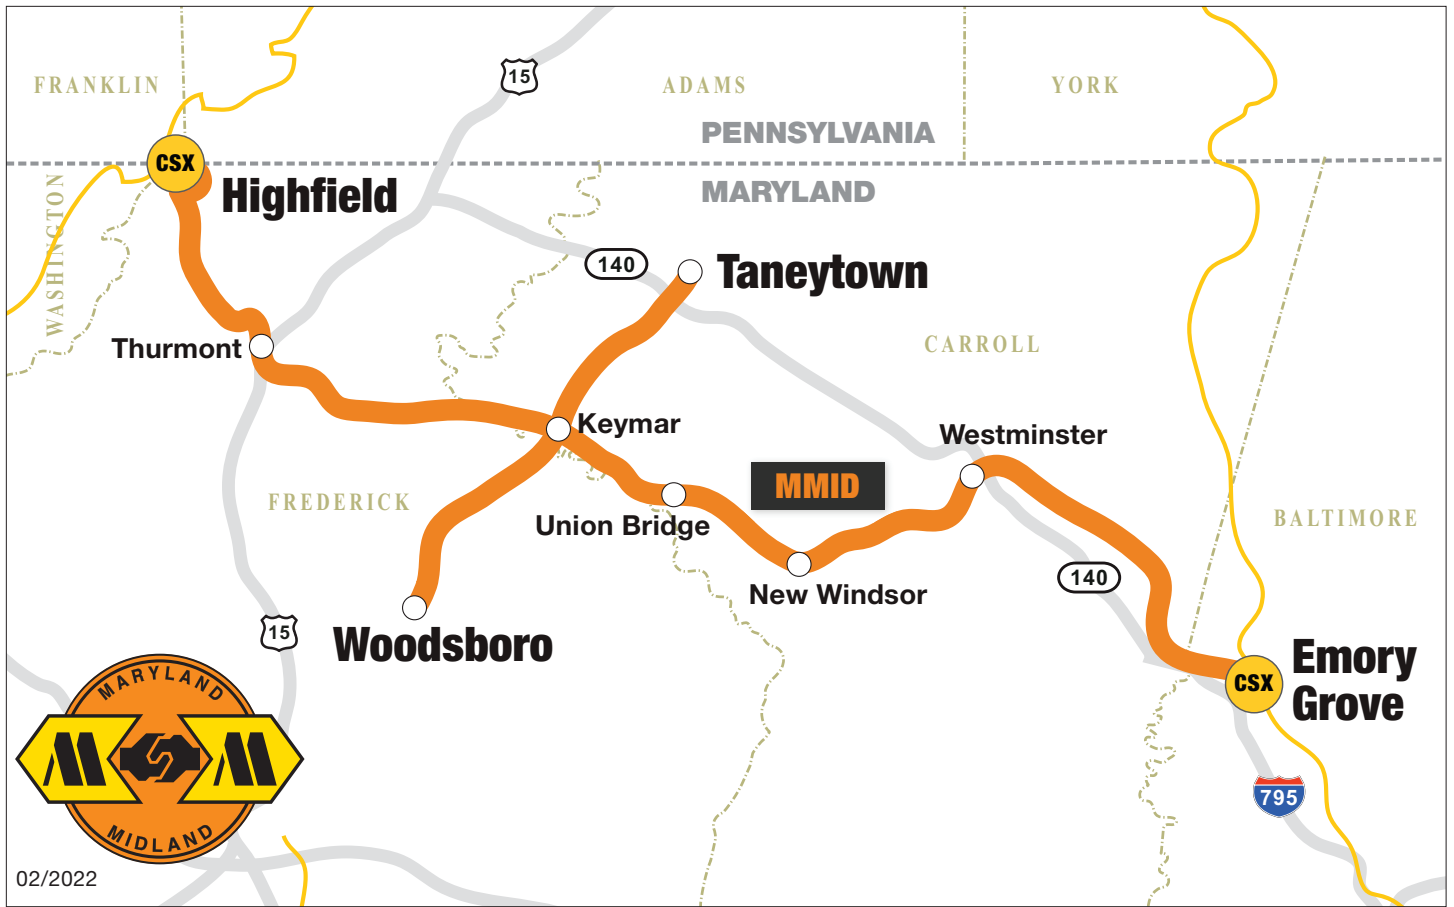 15
FRANKLIN
ADAMS
YORK
PENNSYLVANIA
CSX
MARYLAND
Highfield
WASHINGTON
140
Taneytown
Thurmont
CARROLL
Keymar
Westminster
MMID
FREDERICK
Union Bridge
BALTIMORE
140
New Windsor
Woodsboro
15
Emory
Grove
CSX
MARYLAND
MM
MIDLAND
795
02/2022